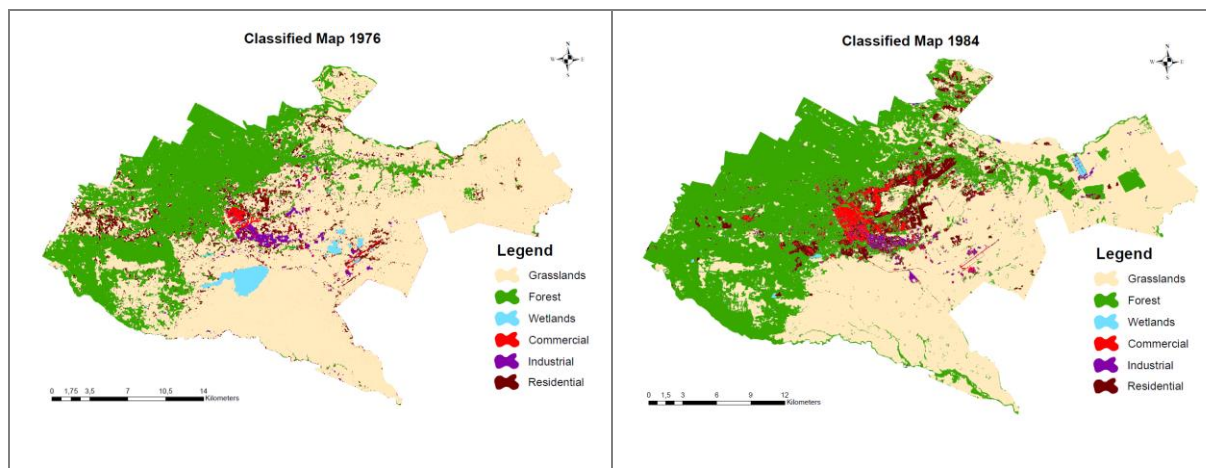 Classified Map 1976
N
W E
S
Legend
Grasslands
Forest
Wetlands
Commercial
Industrial
Residential
0 1,75 3,5 7 10,5 14
Kilometers
Classified Map 1984
N
W E
S
Legend
Grasslands
Forest
Wetlands
Commercial
Industrial
Residential
0 1,5 3 6 9 12
Kilometers